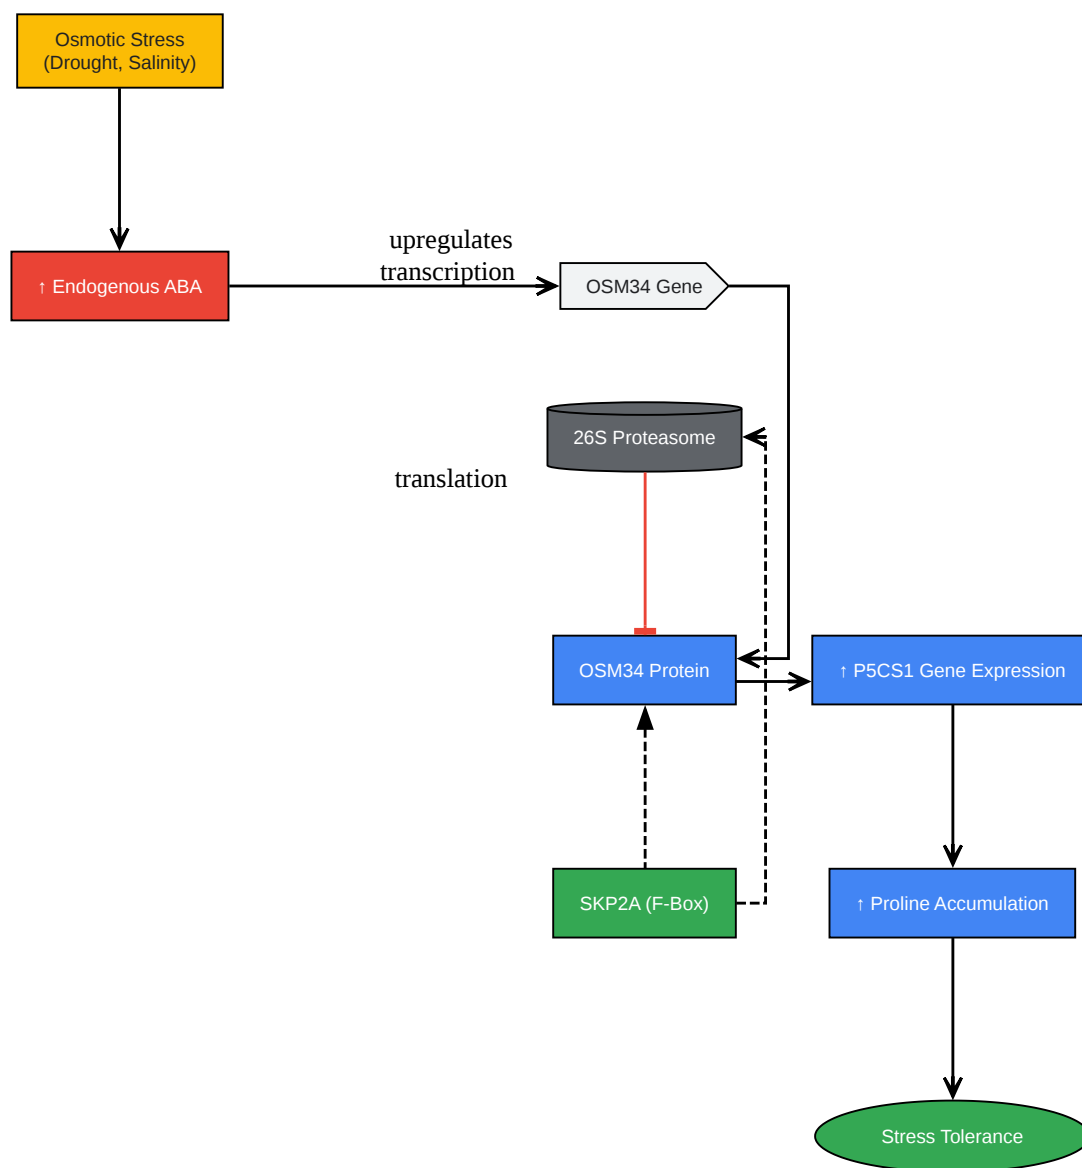 Osmotic Stress
(Drought, Salinity)
upregulates
transcription
↑ Endogenous ABA
OSM34 Gene
26S Proteasome
translation
OSM34 Protein
↑ P5CS1 Gene Expression
SKP2A (F-Box)
↑ Proline Accumulation
Stress Tolerance